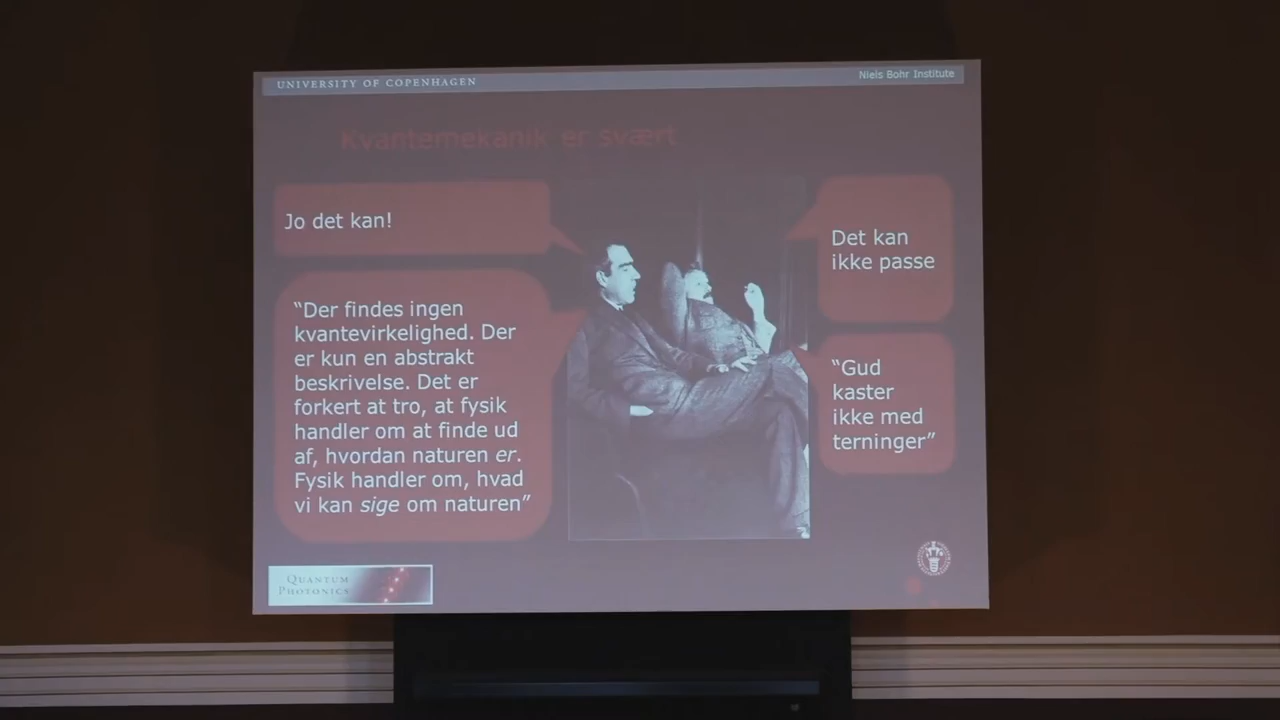 UNIVERSITY OF COPENHAGEN
Niels Bohr Institute
Kvantemekanik er svært
Jo det kan!
“Der findes ingen
kvantevirkelighed. Der
er kun en abstrakt
beskrivelse. Det er
forkert at tro, at fysik
handler om at finde ud
af, hvordan naturen er.
Fysik handler om, hvad
vi kan sige om naturen”
Det kan
ikke passe
“Gud
kaster
ikke med
terninger”
QUANTUM
PHOTONICS